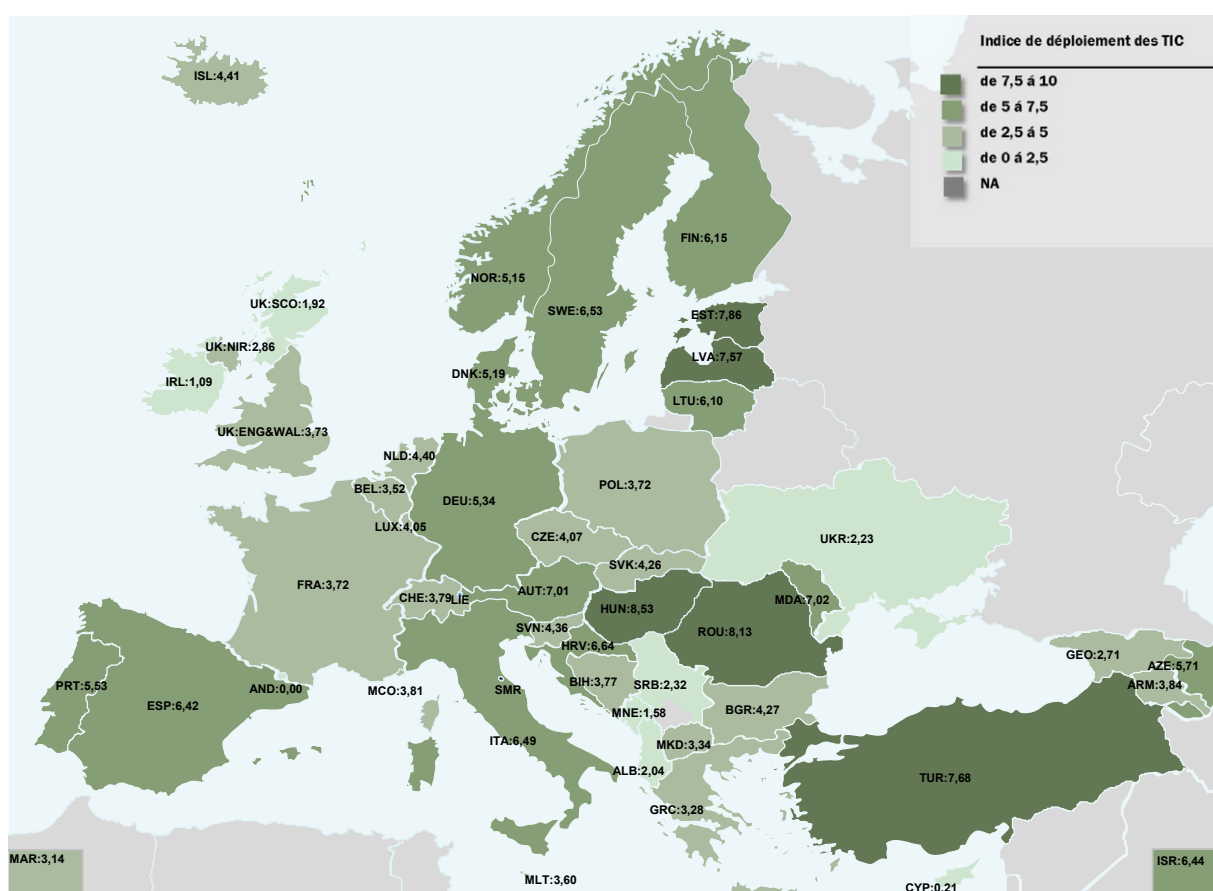 Indice de déploiement des TIC
de 7,5 á 10
de 5 á 7,5
de 2,5 á 5
de 0 á 2,5
NA
ISL:4,41
FIN:6,15
NOR:5,15
UK:SCO:1,92
SWE:6,53
EST:7,86
UK:NIR:2,86
LVA:7,57
DNK:5,19
IRL:1,09
LTU:6,10
UK:ENG&WAL:3,73
NLD:4,40
BEL:3,52
POL:3,72
DEU:5,34
LUX:4,05
CZE:4,07
UKR:2,23
SVK:4,26
FRA:3,72
AUT:7,01
CHE:3,79
LIE
MDA:7,02
HUN:8,53
SVN:4,36
ROU:8,13
HRV:6,64
GEO:2,71
AZE:5,71
PRT:5,53
AND:0,00
MCO:3,81
SMR
BIH:3,77
SRB:2,32
ARM:3,84
ESP:6,42
MNE:1,58
BGR:4,27
ITA:6,49
MKD:3,34
ALB:2,04
TUR:7,68
GRC:3,28
MAR:3,14
ISR:6,44
MLT:3,60
CYP:0,21